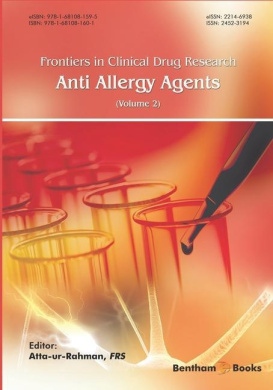 eISBN: 978-1-68108-159-5 eISSN: 2214-6938
ISBN: 978-1-68108-160-1 ISSN: 2452-3194
Frontiers in Clinical Drug Research
Anti Allergy Agents
(Volume 2)
Editor:
Atta-ur-Rahman, FRS
Bentham Books